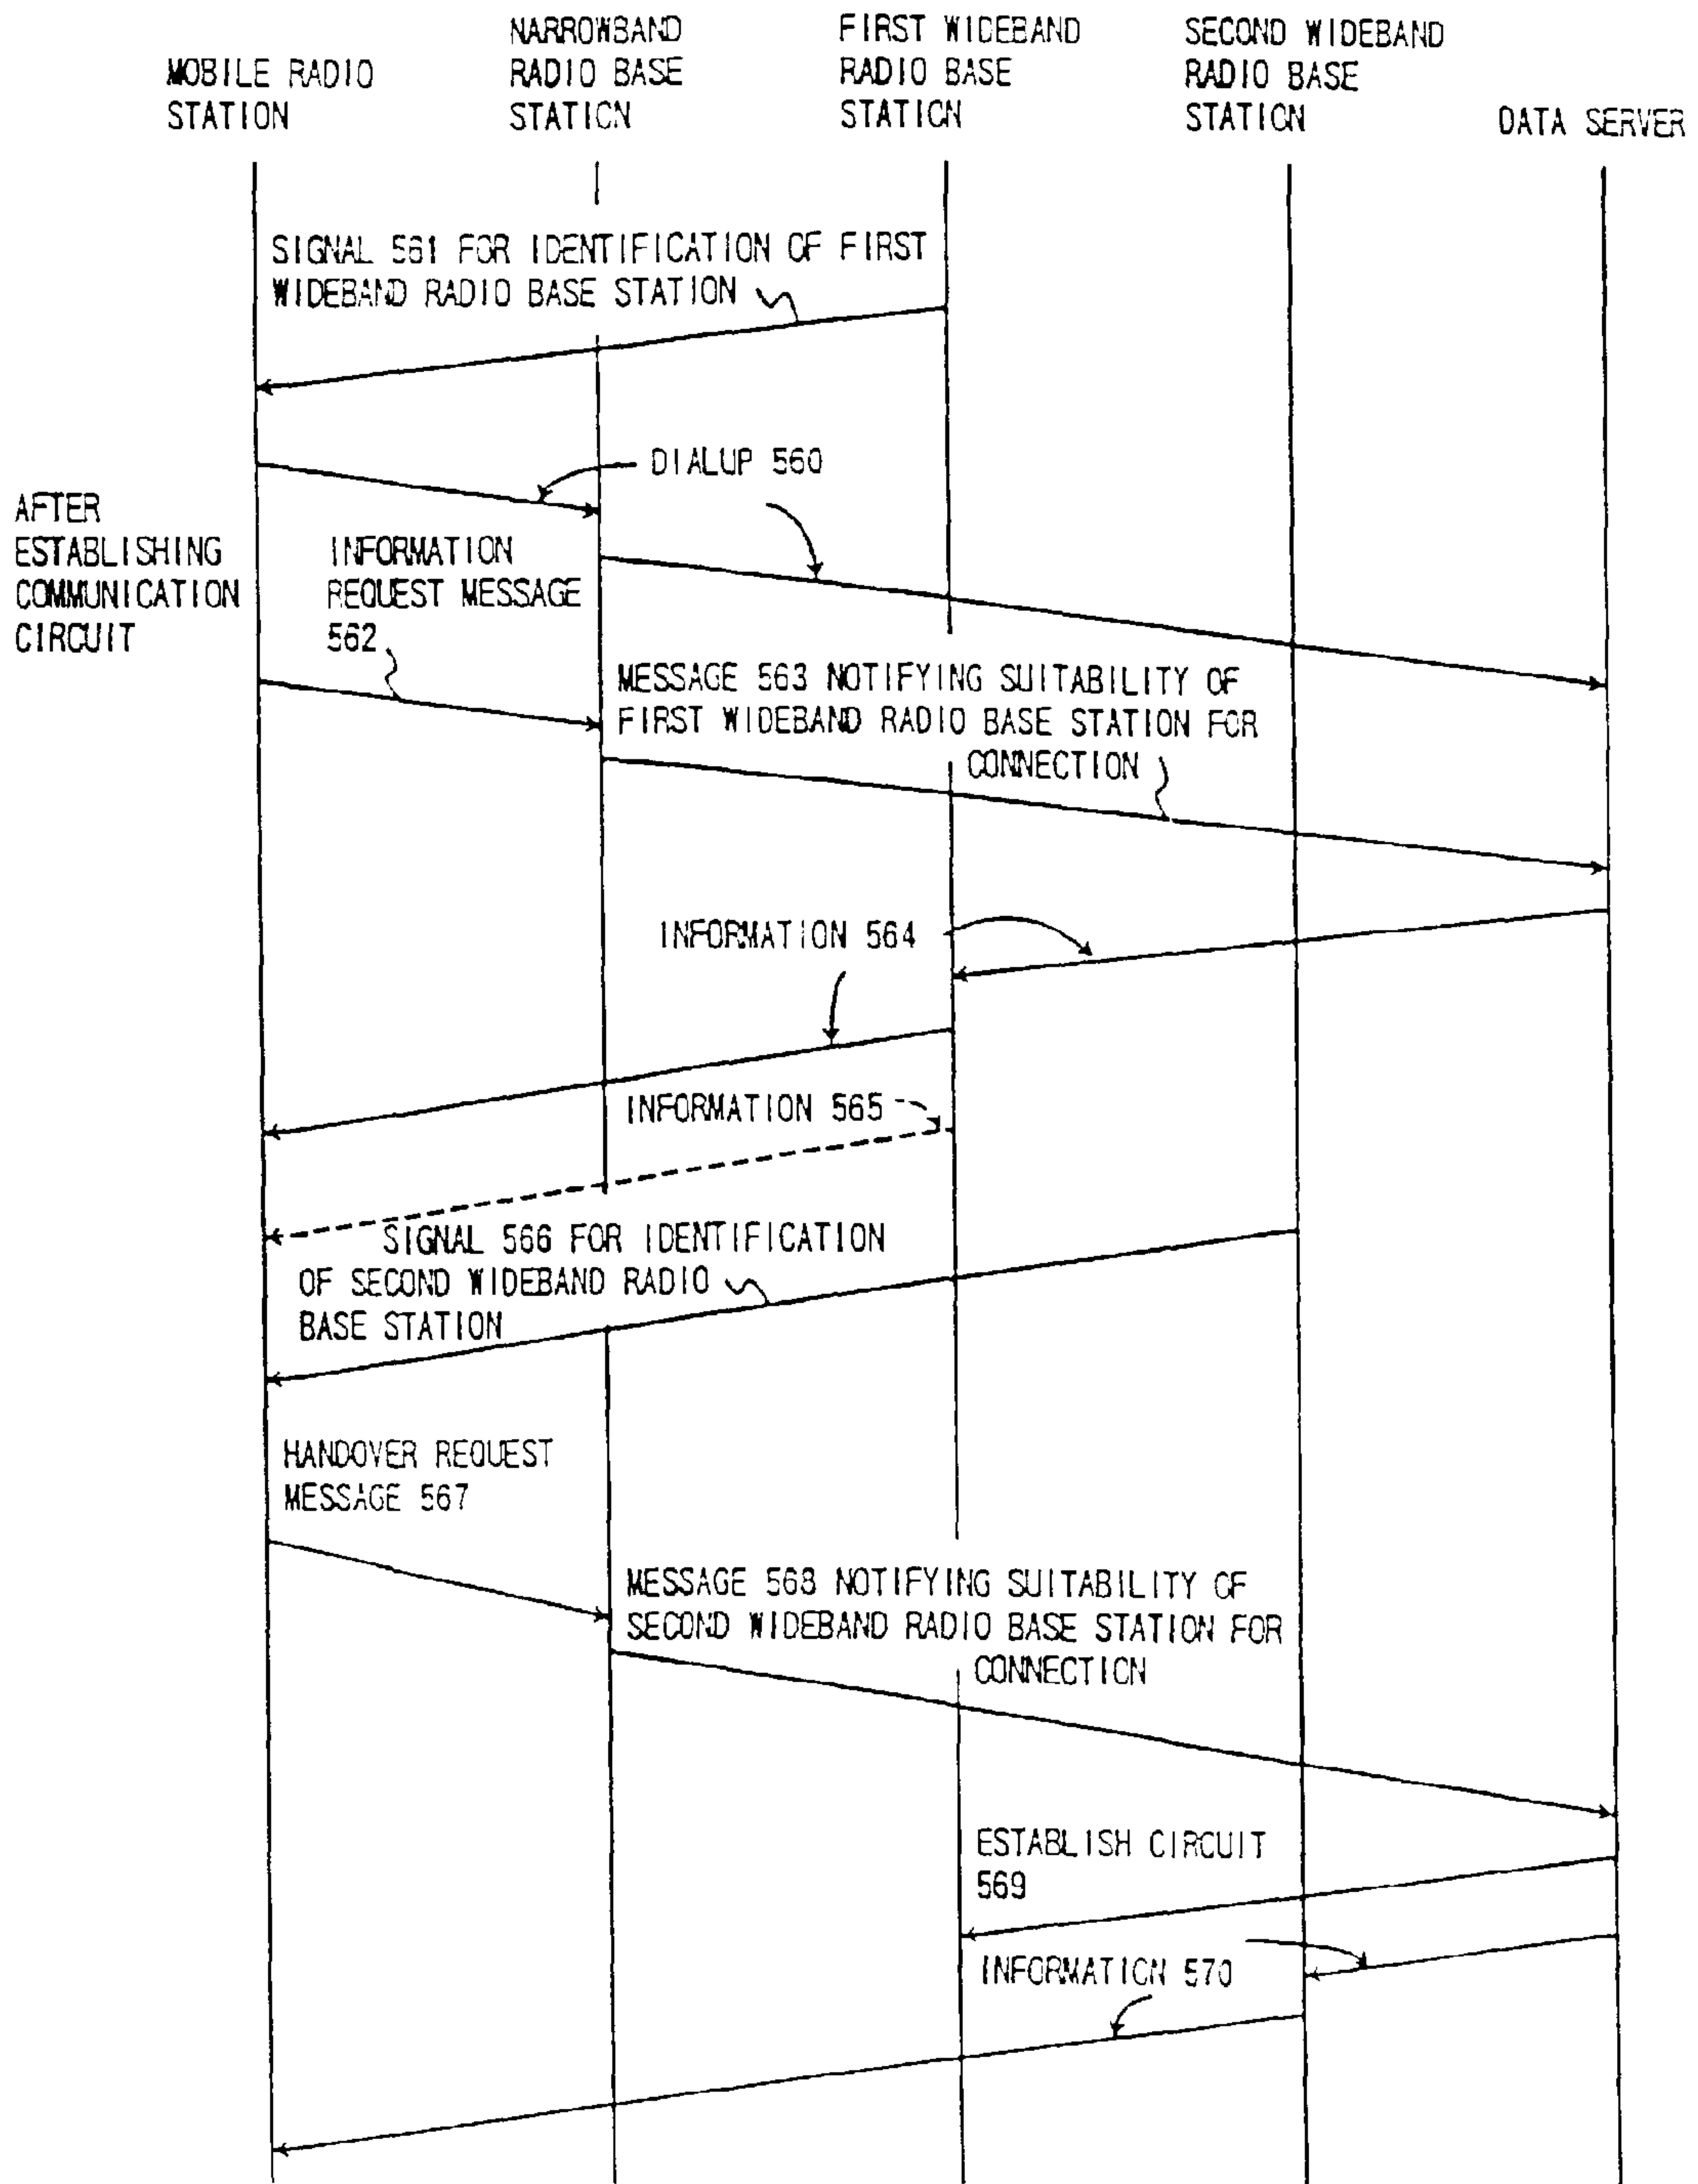 MOBILE RADIO
STATION
NARROWBAND
RADIO BASE
STATION
FIRST WIDEBAND
RADIO BASE
STATION
SECOND WIDEBAND
RADIO BASE
STATION
DATA SERVER
SIGNAL 561 FOR IDENTIFICATION OF FIRST
WIDEBAND RADIO BASE STATION
DIALUP 560
AFTER
ESTABLISHING
COMMUNICATION
CIRCUIT
INFORMATION
REQUEST MESSAGE
562
MESSAGE 563 NOTIFYING SUITABILITY OF
FIRST WIDEBAND RADIO BASE STATION FOR
CONNECTION
INFORMATION 564
INFORMATION 565
SIGNAL 566 FOR IDENTIFICATION
OF SECOND WIDEBAND RADIO
BASE STATION
HANDOVER REQUEST
MESSAGE 567
MESSAGE 568 NOTIFYING SUITABILITY OF
SECOND WIDEBAND RADIO BASE STATION FOR
CONNECTION
ESTABLISH CIRCUIT
569
INFORMATION 570